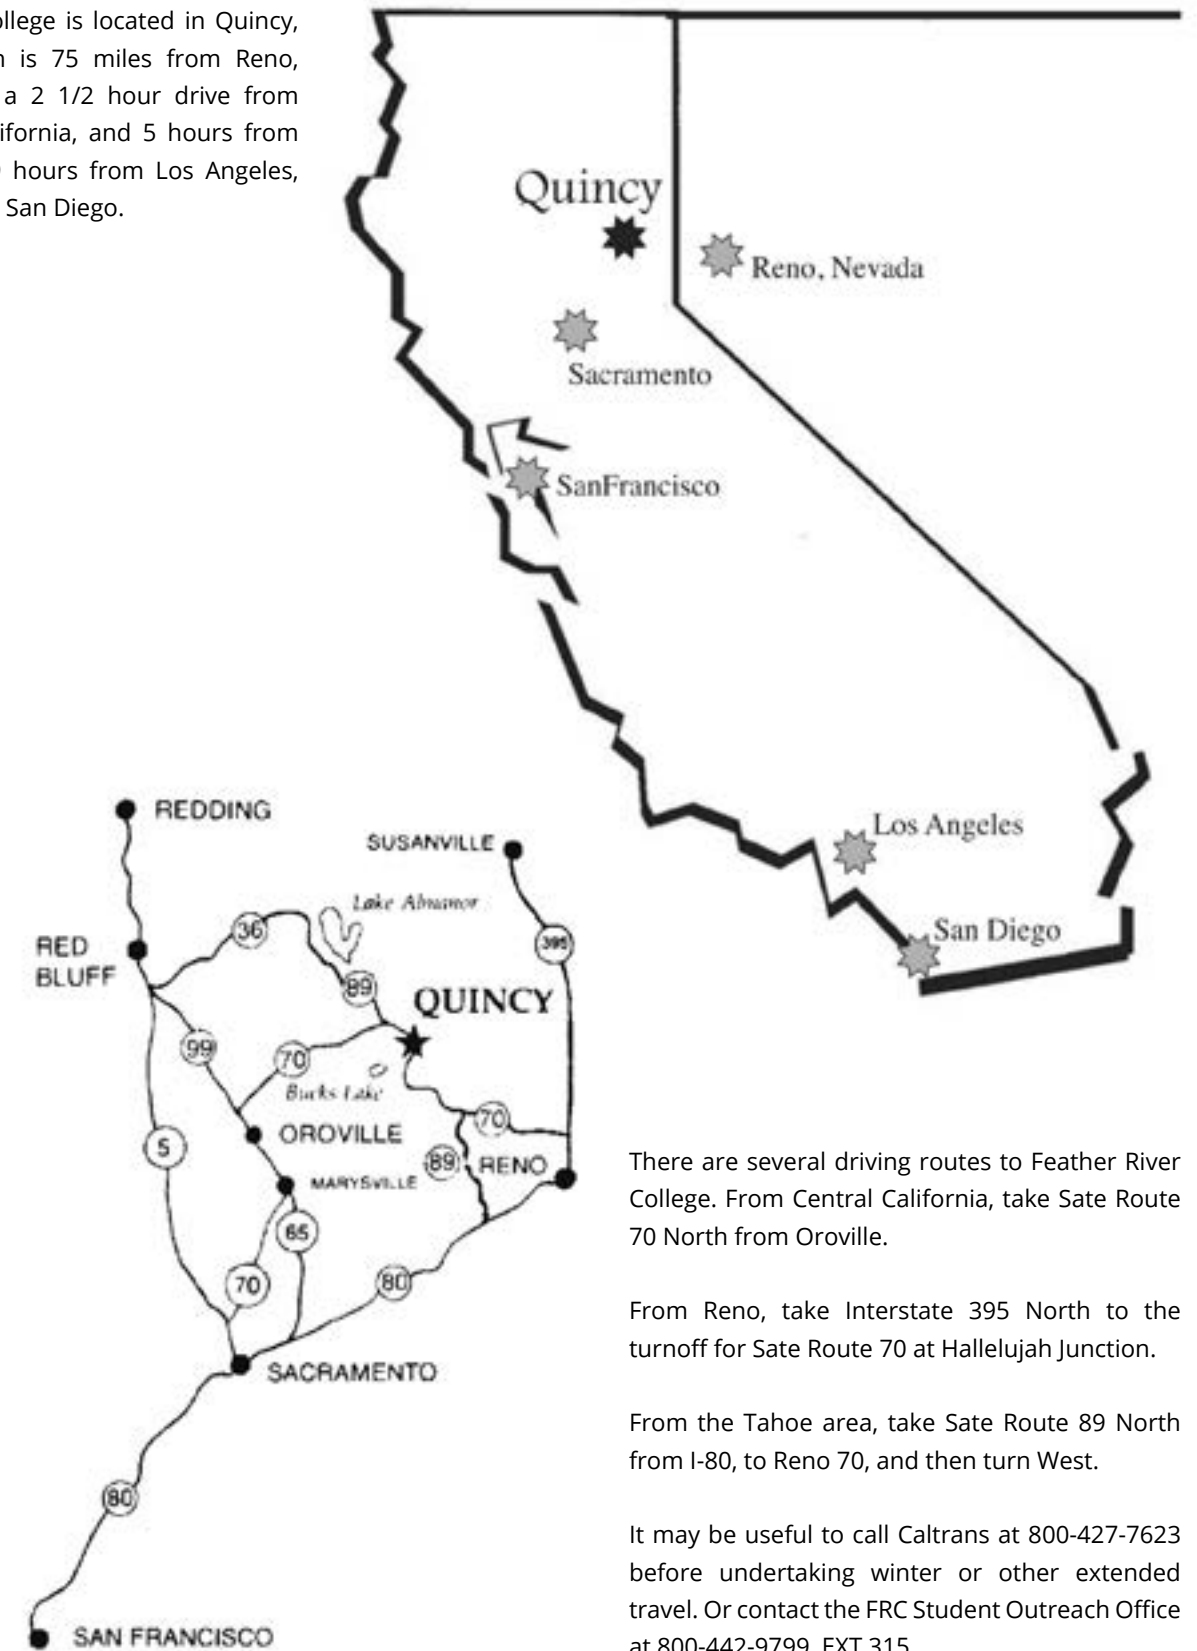 ollege is located in Quincy,
is 75 miles from Reno,
a 2 1/2 hour drive from
ifornia, and 5 hours from
hours from Los Angeles,
San Diego.
Quincy
Reno, Nevada
Sacramento
SanFrancisco
Los Angeles
San Diego
REDDING
SUSANVILLE
Lake Almanor
36
395
RED
BLUFF
89
QUINCY
99
70
Bucks Lake
70
OROVILLE
5
89
RENO
MARYSVILLE
65
70
80
SACRAMENTO
80
SAN FRANCISCO
There are several driving routes to Feather River
College. From Central California, take Sate Route
70 North from Oroville.
From Reno, take Interstate 395 North to the
turnoff for Sate Route 70 at Hallelujah Junction.
From the Tahoe area, take Sate Route 89 North
from I-80, to Reno 70, and then turn West.
It may be useful to call Caltrans at 800-427-7623
before undertaking winter or other extended
travel. Or contact the FRC Student Outreach Office
at 800-442-9799, EXT 315